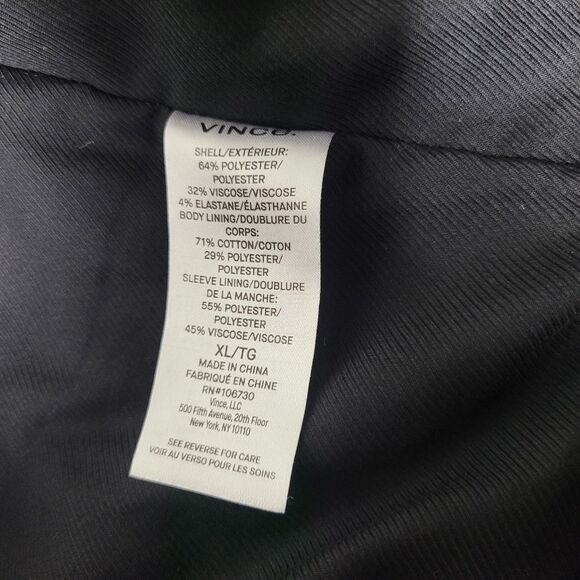 VINCE.
SHELL/EXTÉRIEUR:
64% POLYESTER/
POLYESTER
32% VISCOSE/VISCOSE
4% ELASTANE/ÉLASTHANNE
BODY LINING/DOUBLURE DU
CORPS:
71% COTTON/COTON
29% POLYESTER/
POLYESTER
SLEEVE LINING/DOUBLURE
DE LA MANCHE:
55% POLYESTER/
POLYESTER
45% VISCOSE/VISCOSE
XL/TG
MADE IN CHINA
FABRIQUÉ EN CHINE
RN#106730
Vince, LLC
500 Fifth Avenue, 20th Floor
New York, NY 10110
SEE REVERSE FOR CARE
VOIR AU VERSO POUR LES SOINS